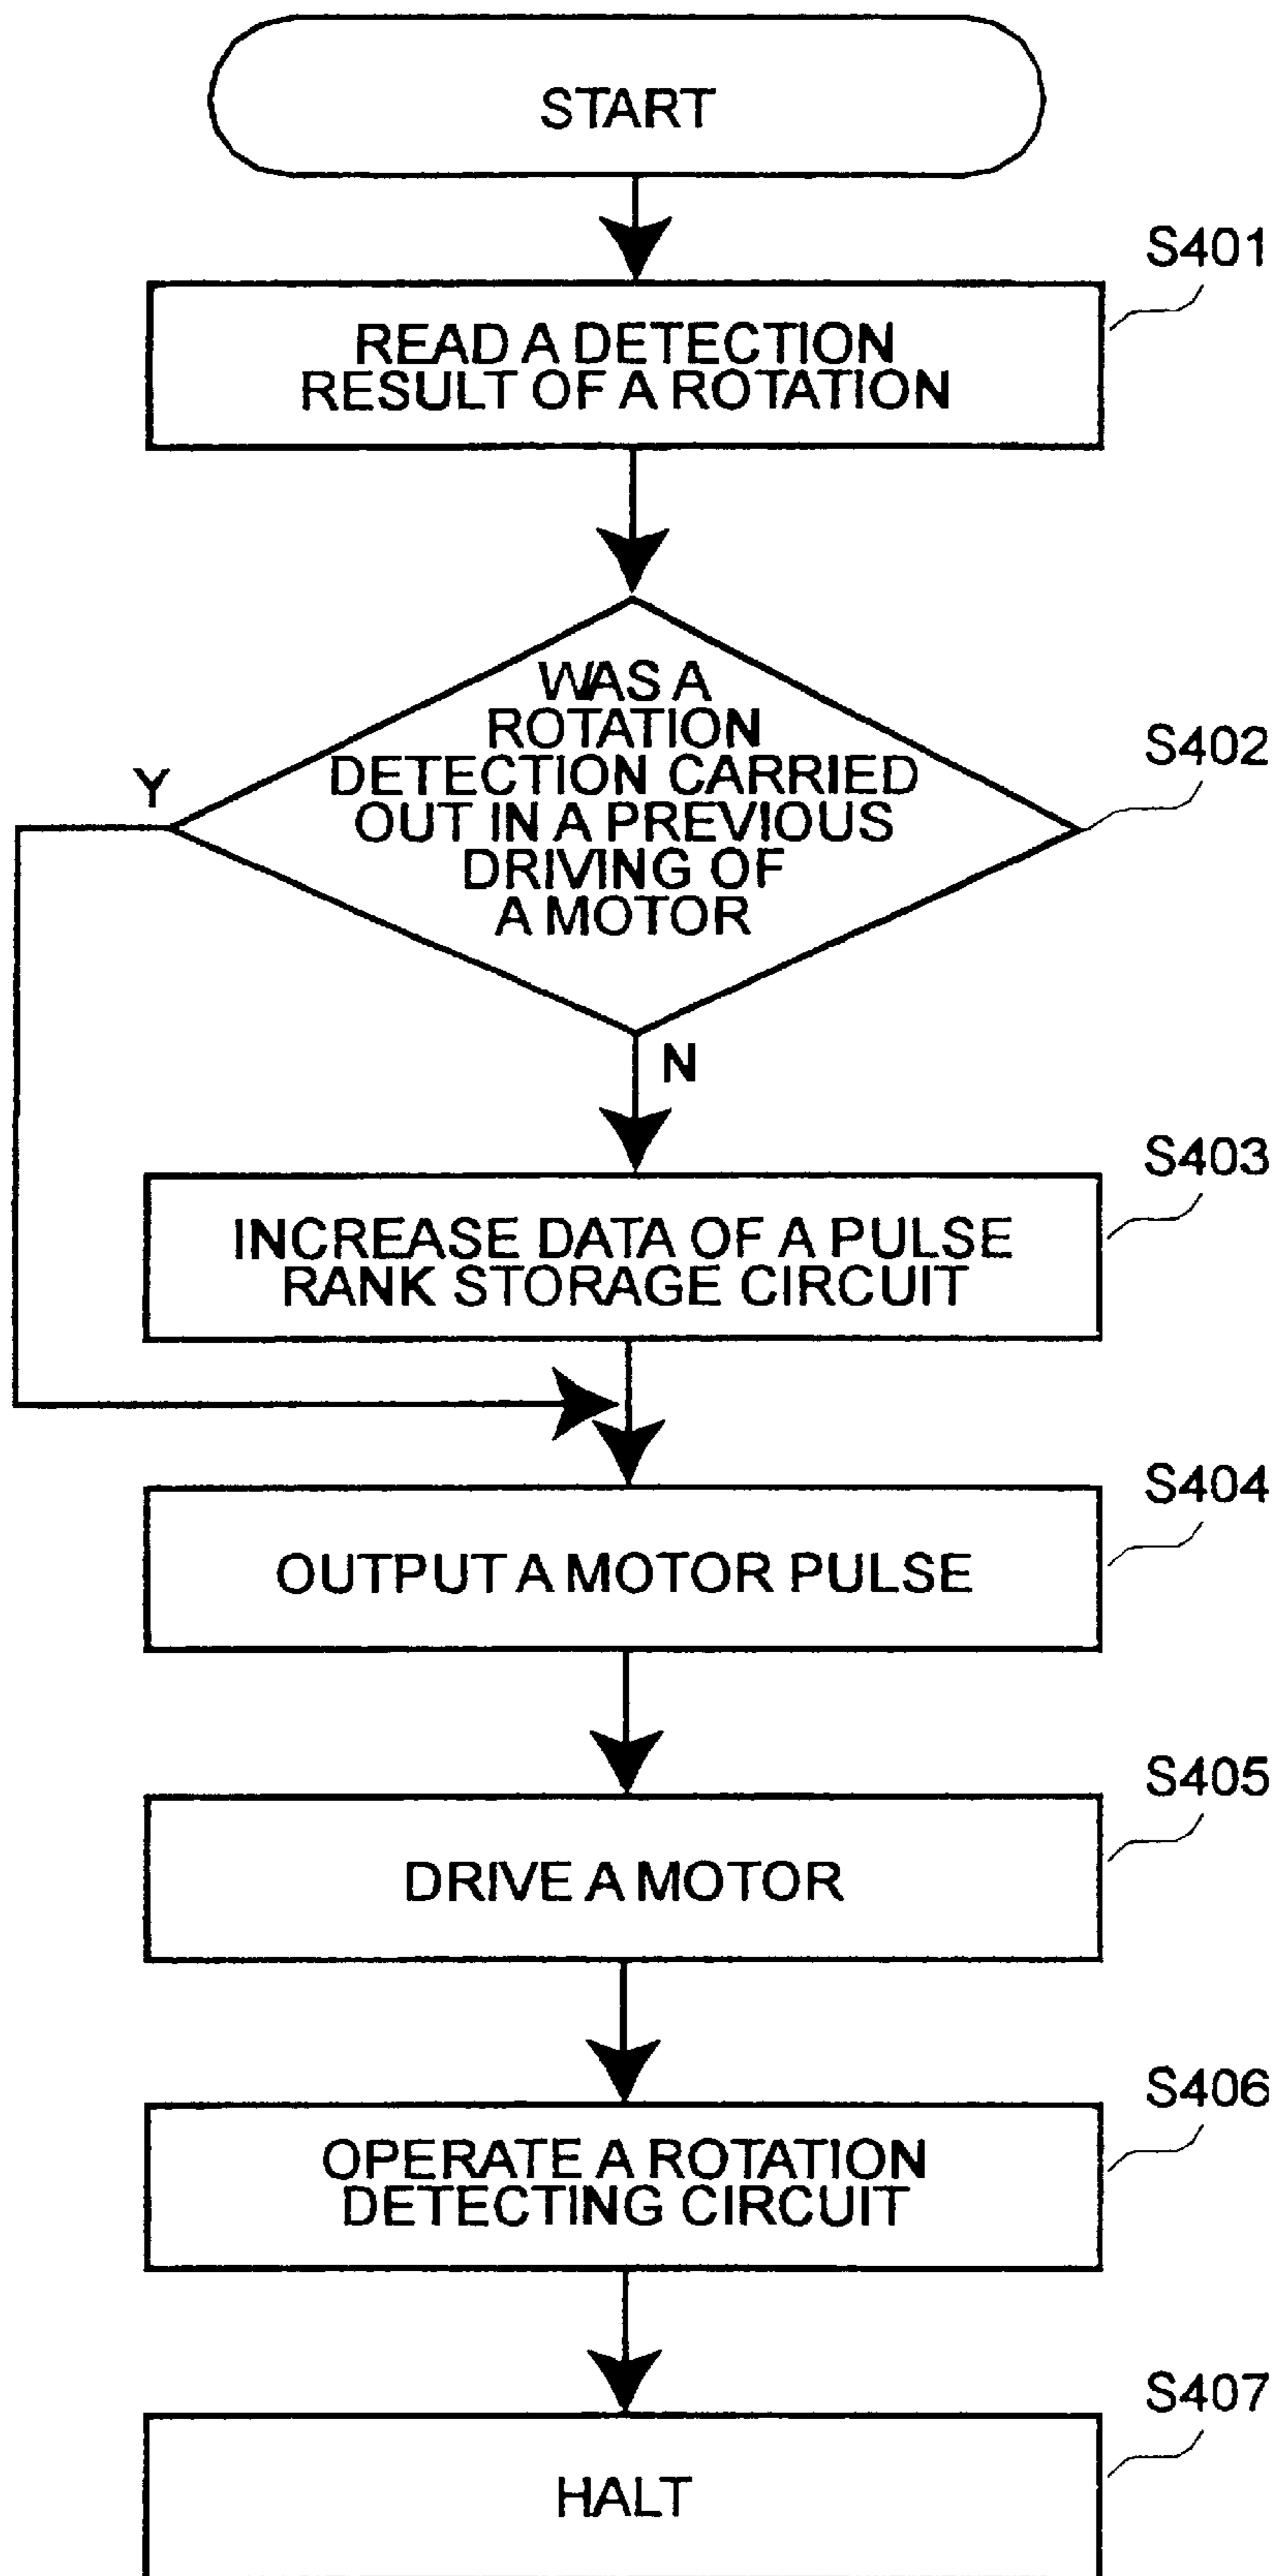 START
S401
READ A DETECTION
RESULT OF A ROTATION
WAS A
ROTATION
DETECTION CARRIED
OUT IN A PREVIOUS
DRIVING OF
A MOTOR
S402
Y
N
S403
INCREASE DATA OF A PULSE
RANK STORAGE CIRCUIT
S404
OUTPUT A MOTOR PULSE
S405
DRIVE A MOTOR
S406
OPERATE A ROTATION
DETECTING CIRCUIT
S407
HALT